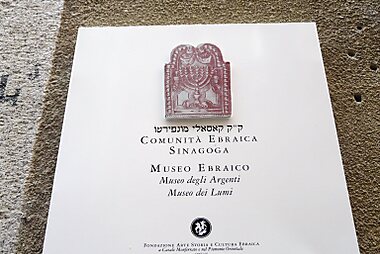 ק״ק קאסאלי מונפיראטו
COMUNITÀ EBRAICA
SINAGOGA
MUSEO EBRAICO
Museo degli Argenti
Museo dei Lumi
FONDAZIONE ARTE STORIA E CULTURA EBRAICA
a Casale Monferrato e nel Piemonte Orientale